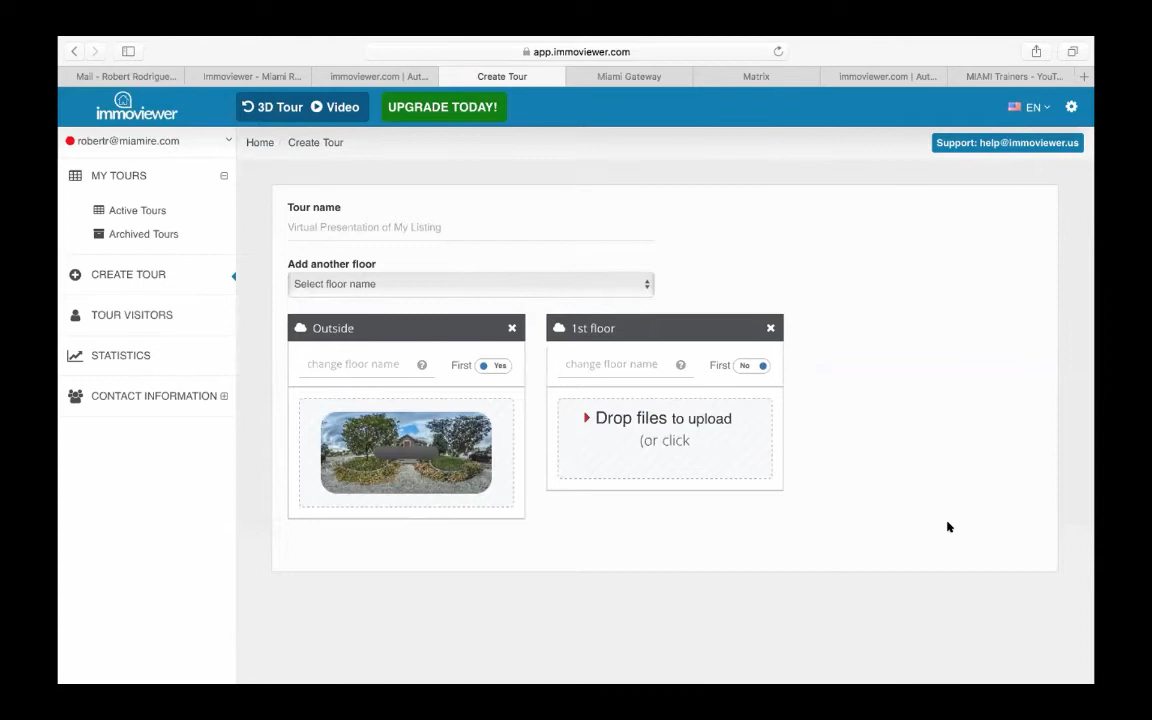 app.immoviewer.com
Mail - Robert Rodrigue...
Immoviewer - Miami R...
immoviewer.com | Aut...
Create Tour
Miami Gateway
Matrix
immoviewer.com | Aut...
MIAMI Trainers - YouT...
immoviewer
3D Tour Video
UPGRADE TODAY!
EN
robertr@miamire.com
Home / Create Tour
Support: help@immoviewer.us
MY TOURS
Active Tours
Archived Tours
CREATE TOUR
TOUR VISITORS
STATISTICS
CONTACT INFORMATION
Tour name
Virtual Presentation of My Listing
Add another floor
Select floor name
Outside
change floor name
First Yes
1st floor
change floor name
First No
Drop files to upload
(or click